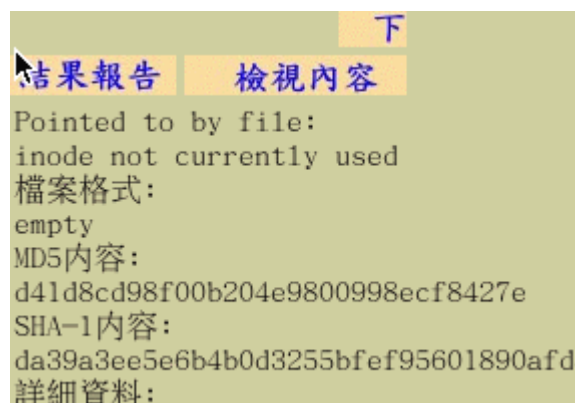 下
結果報告 檢視內容
Pointed to by file:
inode not currently used
檔案格式:
empty
MD5內容:
d41d8cd98f00b204e9800998ecf8427e
SHA-1內容:
da39a3ee5e6b4b0d3255bfef95601890afd
詳細資料: